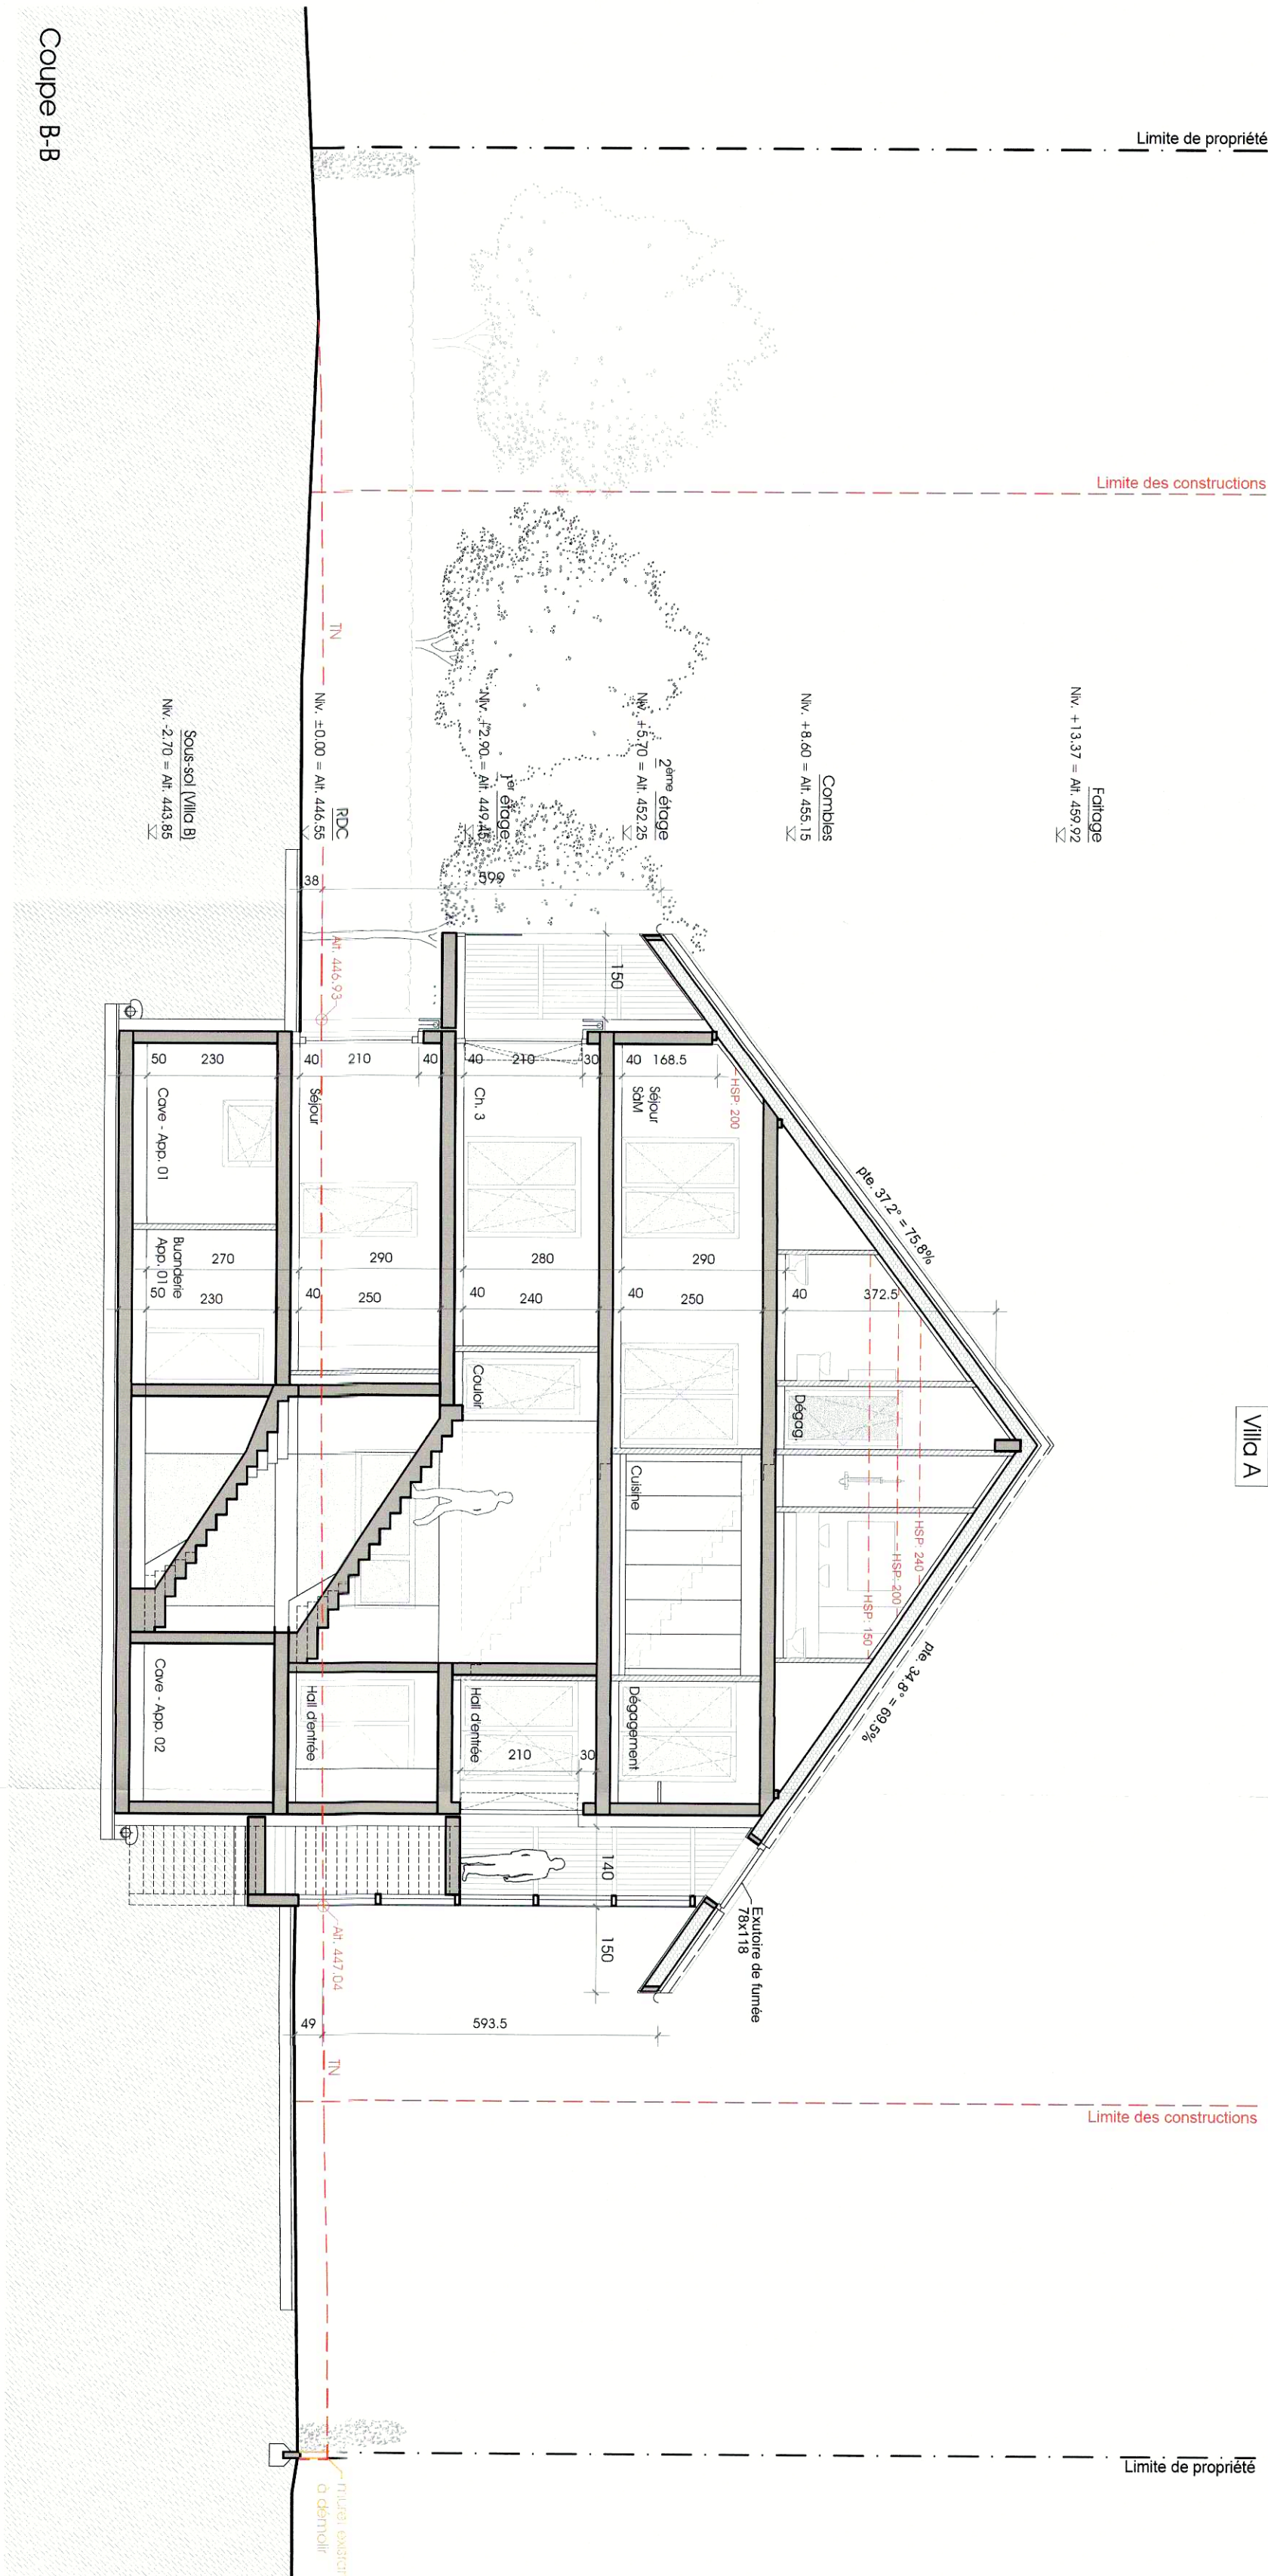 Villa A
Limite de propriété
Limite des constructions
Limite des constructions
Limite de propriété
Faitage
Niv. +13.37 = Alt. 459.92
Combles
Niv. +8.60 = Alt. 455.15
2ème étage
Niv. +5.70 = Alt. 452.25
1er étage
Niv. +2.90 = Alt. 449.45
RDC
Niv. ±0.00 = Alt. 446.55
Sous-sol (Villa B)
Niv. -2.70 = Alt. 443.85
TN
Alt. 446.93
38
599
150
pte. 37.2° = 75.8%
pte. 34.8° = 69.5%
HSP: 240
HSP: 200
HSP: 150
372.5
40
Dégag.
HSP: 200
168.5
40
Séjour
SàM
290
250
40
Cuisine
Dégagement
Exutoire de fumée
78x118
30
210
40
Ch. 3
280
240
40
Couloir
Hall d'entrée
210
30
140
150
40
210
40
Séjour
290
250
40
Hall d'entrée
230
50
Cave - App. 01
Buanderie
App. 01
270
230
50
Cave - App. 02
Alt. 447.04
593.5
49
TN
muret existan
à démolir
Coupe B-B